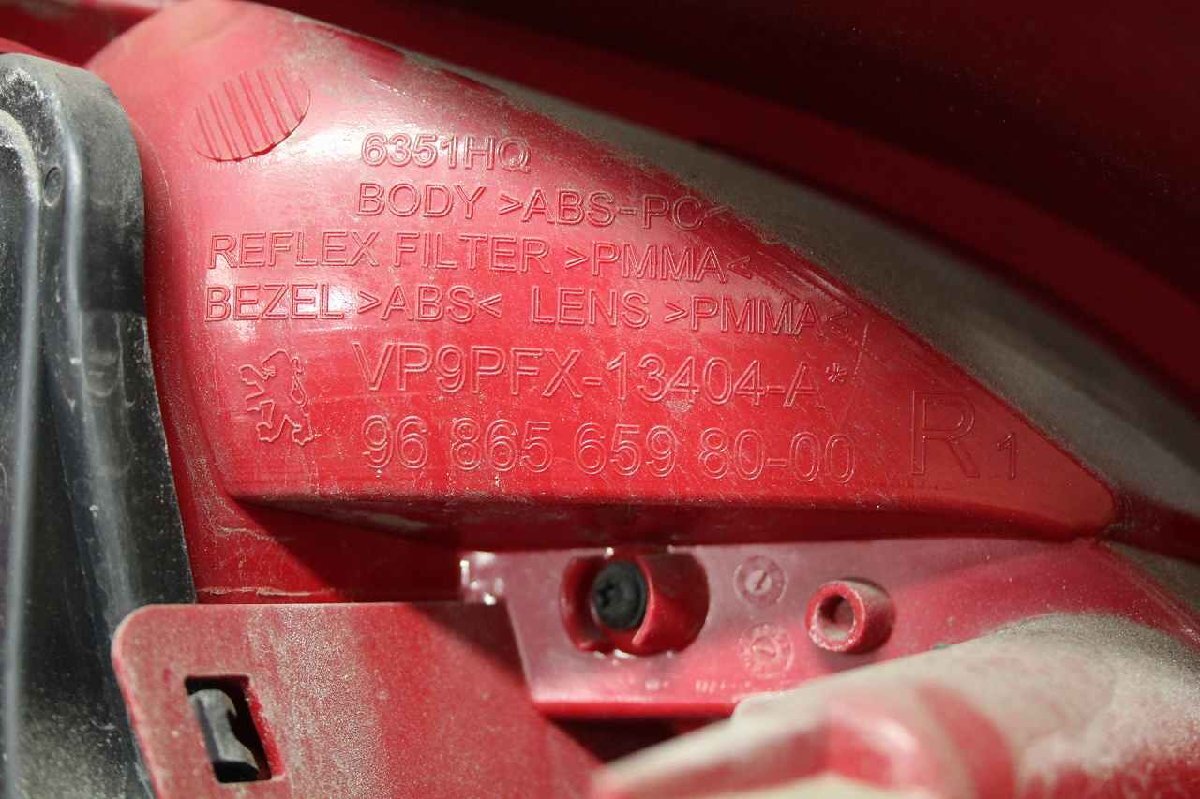 6351HQ
BODY >ABS-PC<
REFLEX FILTER >PMMA<
BEZEL >ABS< LENS >PMMA<
VP9PFX-13404-A*
96 865 659 80-00
R1